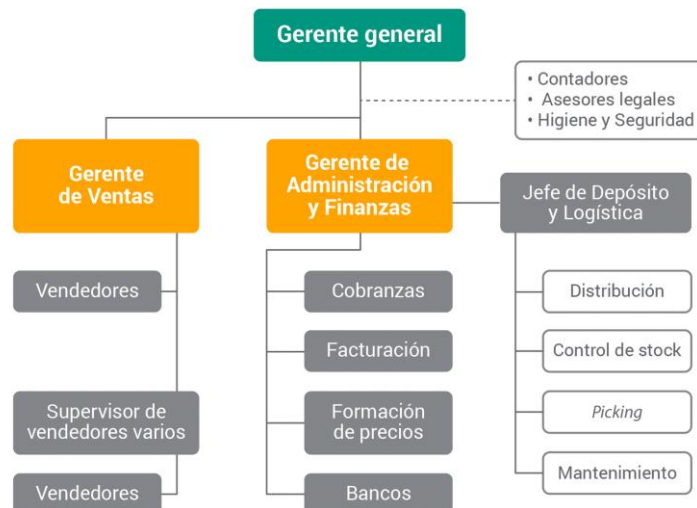 Gerente general
• Contadores
• Asesores legales
• Higiene y Seguridad
Gerente
de Ventas
Gerente de
Administración
y Finanzas
Jefe de Depósito
y Logística
Vendedores
Supervisor de
vendedores varios
Vendedores
Cobranzas
Facturación
Formación
de precios
Bancos
Distribución
Control de stock
Picking
Mantenimiento